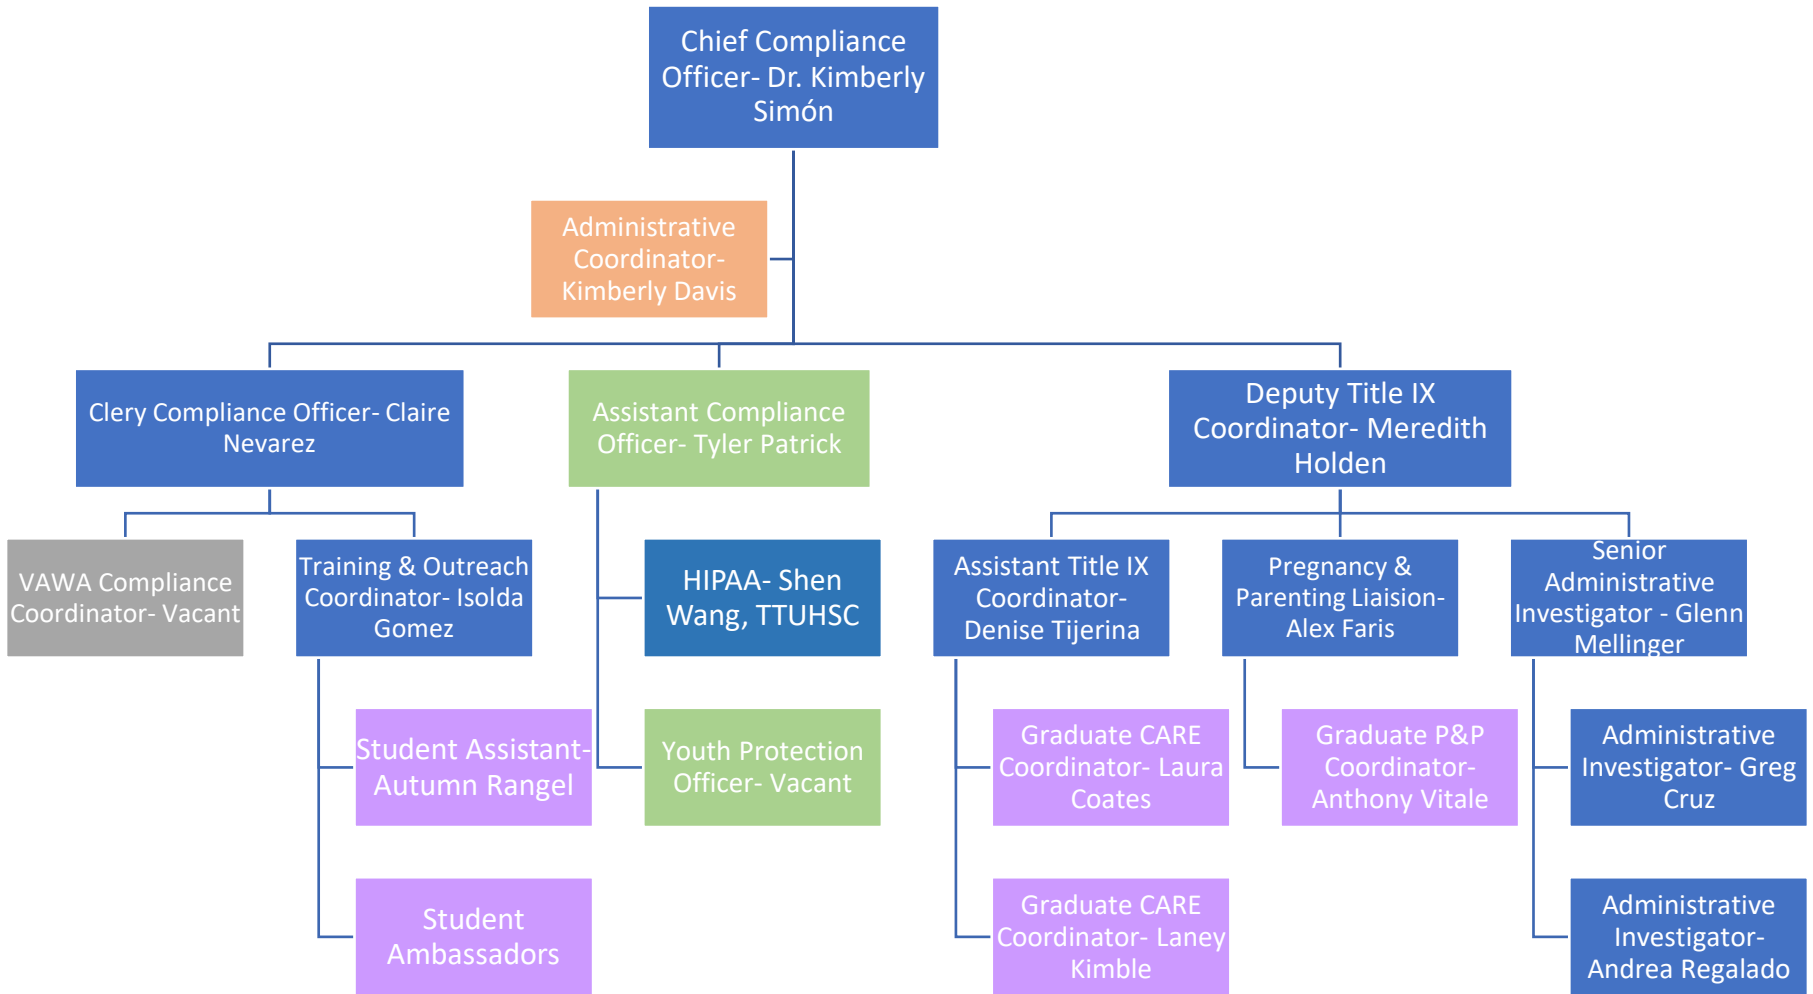 Chief Compliance
Officer- Dr. Kimberly
Simón
Administrative
Coordinator-
Kimberly Davis
Clery Compliance Officer- Claire
Nevarez
Assistant Compliance
Officer- Tyler Patrick
Deputy Title IX
Coordinator- Meredith
Holden
VAWA Compliance
Coordinator- Vacant
Training & Outreach
Coordinator- Isolda
Gomez
HIPAA- Shen
Wang, TTUHSC
Assistant Title IX
Coordinator-
Denise Tijerina
Pregnancy &
Parenting Liaision-
Alex Faris
Senior
Administrative
Investigator - Glenn
Mellinger
Student Assistant-
Autumn Rangel
Youth Protection
Officer- Vacant
Graduate CARE
Coordinator- Laura
Coates
Graduate P&P
Coordinator-
Anthony Vitale
Administrative
Investigator- Greg
Cruz
Student
Ambassadors
Graduate CARE
Coordinator- Laney
Kimble
Administrative
Investigator-
Andrea Regalado